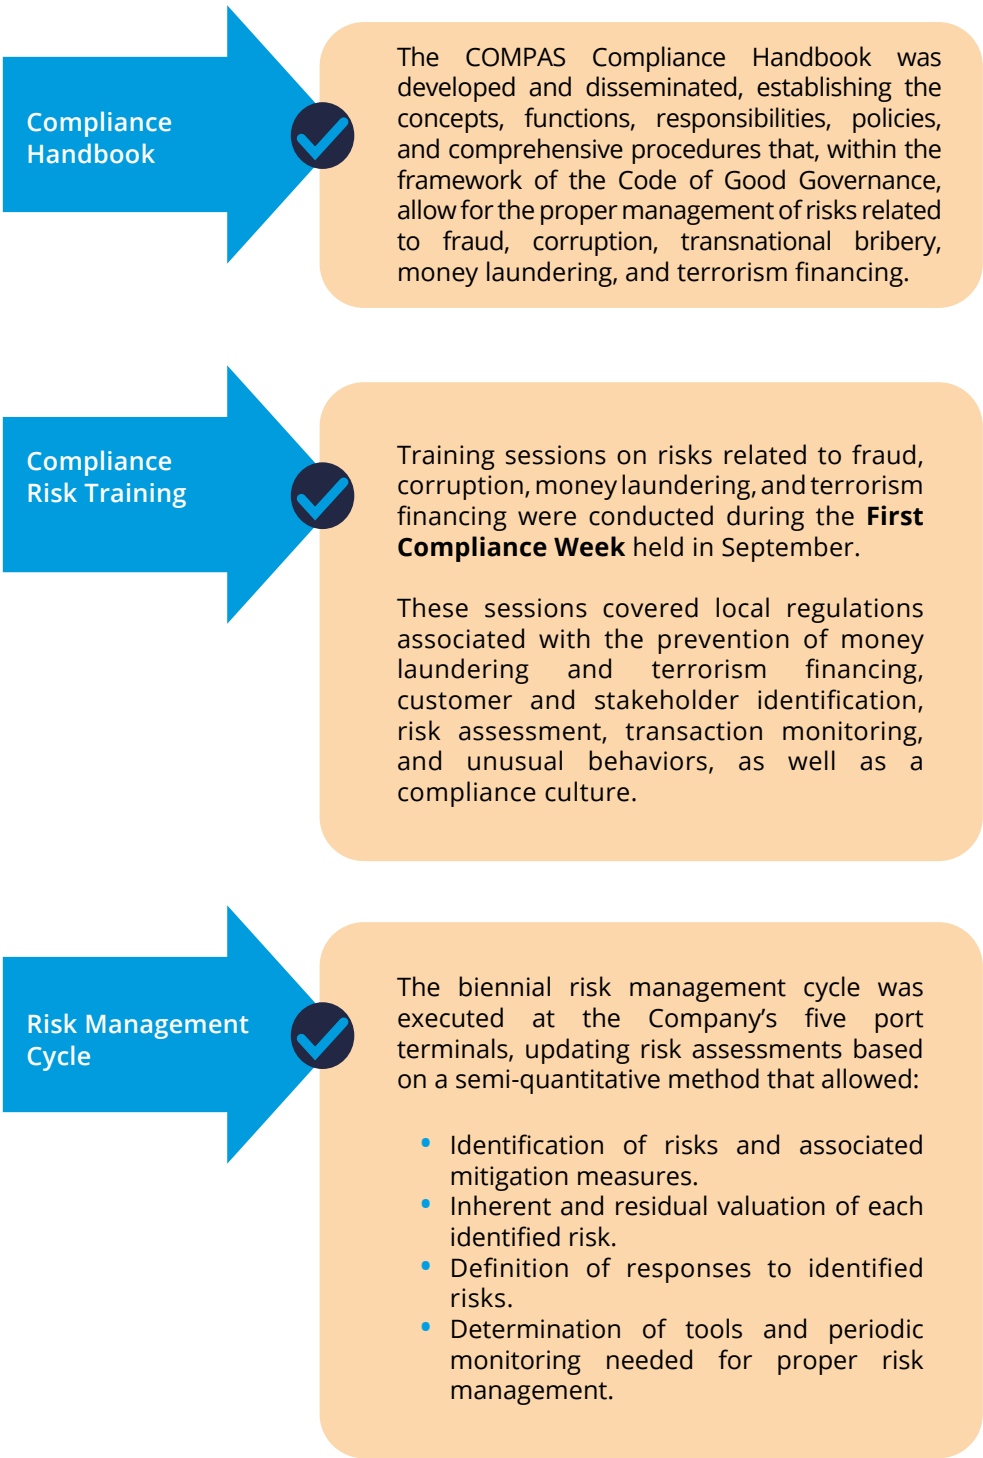 Compliance
Handbook
The COMPAS Compliance Handbook was
developed and disseminated, establishing the
concepts, functions, responsibilities, policies,
and comprehensive procedures that, within the
framework of the Code of Good Governance,
allow for the proper management of risks related
to fraud, corruption, transnational bribery,
money laundering, and terrorism financing.
Compliance
Risk Training
Training sessions on risks related to fraud,
corruption, money laundering, and terrorism
financing were conducted during the First
Compliance Week held in September.
These sessions covered local regulations
associated with the prevention of money
laundering and terrorism financing,
customer and stakeholder identification,
risk assessment, transaction monitoring,
and unusual behaviors, as well as a
compliance culture.
Risk Management
Cycle
The biennial risk management cycle was
executed at the Company’s five port
terminals, updating risk assessments based
on a semi-quantitative method that allowed:
• Identification of risks and associated
mitigation measures.
• Inherent and residual valuation of each
identified risk.
• Definition of responses to identified
risks.
• Determination of tools and periodic
monitoring needed for proper risk
management.